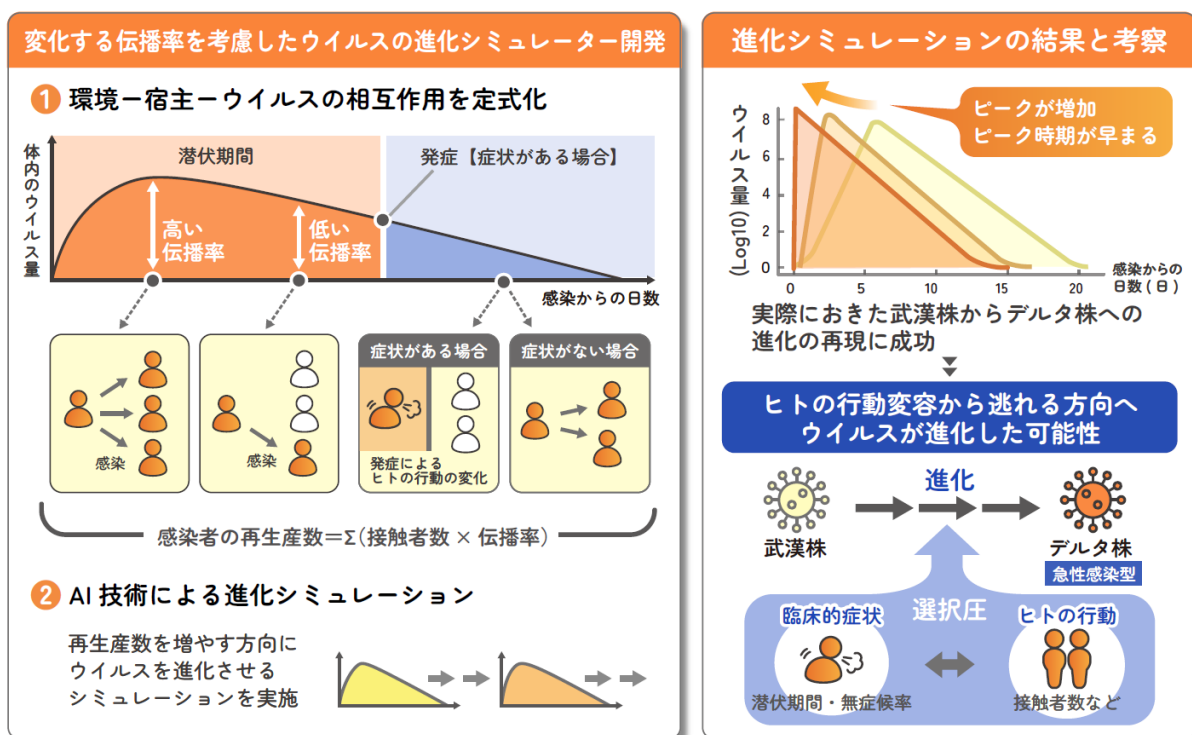 変化する伝播率を考慮したウイルスの進化シミュレーター開発
1 環境ー宿主ーウイルスの相互作用を定式化
体内のウイルス量
潜伏期間
発症【症状がある場合】
高い
伝播率
低い
伝播率
感染からの日数
感染
感染
症状がある場合
発症による
ヒトの行動の変化
症状がない場合
感染者の再生産数=Σ(接触者数 × 伝播率)
2 AI 技術による進化シミュレーション
再生産数を増やす方向に
ウイルスを進化させる
シミュレーションを実施
進化シミュレーションの結果と考察
ウイルス量(Log10)
8
6
4
2
0
0 5 10 15 20
感染からの
日数(日)
ピークが増加
ピーク時期が早まる
実際におきた武漢株からデルタ株への
進化の再現に成功
ヒトの行動変容から逃れる方向へ
ウイルスが進化した可能性
進化
武漢株
デルタ株
急性感染型
選択圧
臨床的症状
潜伏期間・無症候率
ヒトの行動
接触者数など